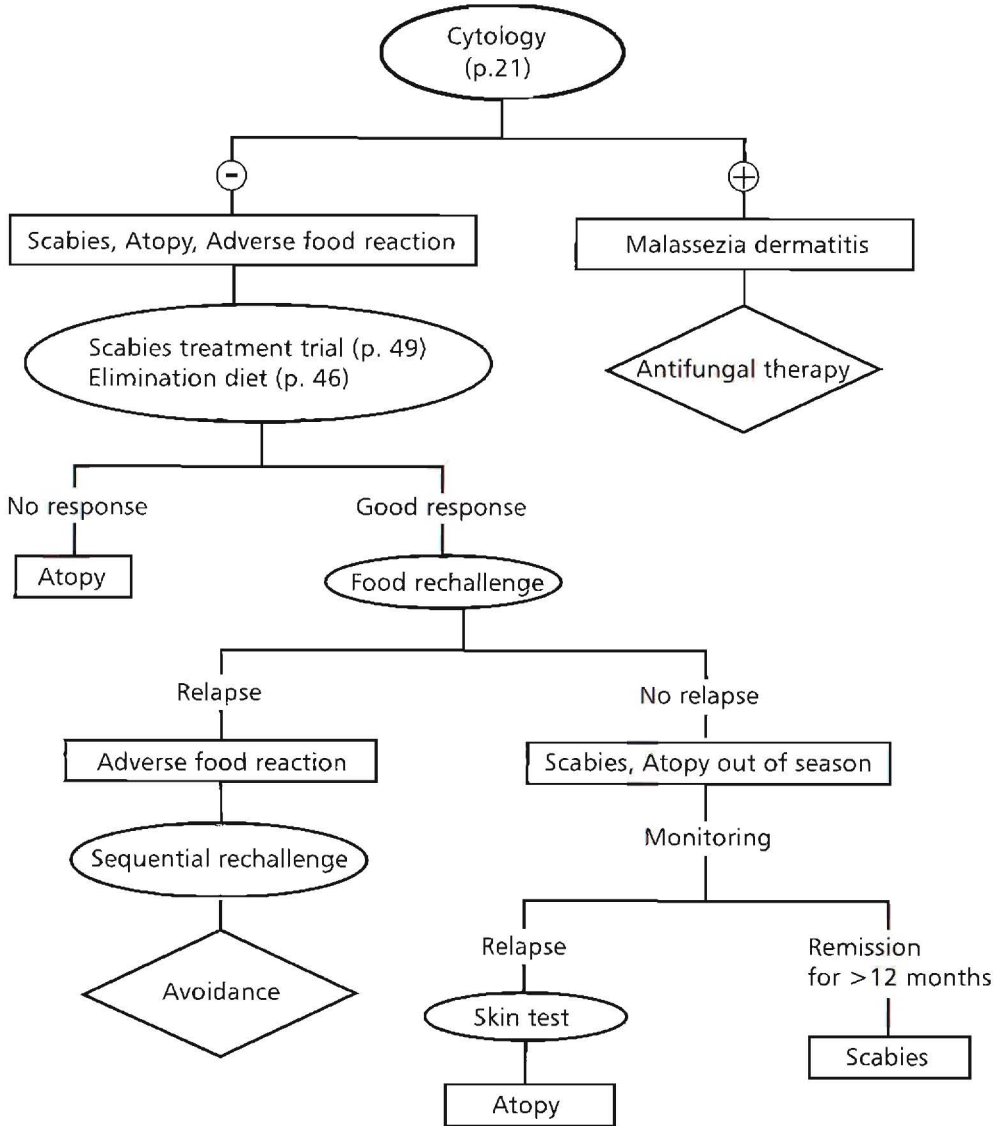 Cytology
(p.21)
-
+
Scabies, Atopy, Adverse food reaction
Malassezia dermatitis
Scabies treatment trial (p. 49)
Elimination diet (p. 46)
Antifungal therapy
No response
Good response
Atopy
Food rechallenge
Relapse
No relapse
Adverse food reaction
Scabies, Atopy out of season
Sequential rechallenge
Monitoring
Avoidance
Relapse
Remission
for >12 months
Skin test
Scabies
Atopy